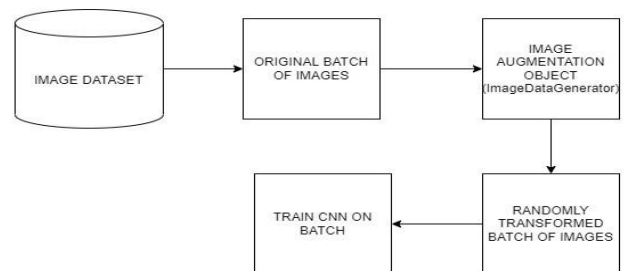 IMAGE DATASET
ORIGINAL BATCH
OF IMAGES
IMAGE
AUGMENTATION
OBJECT
(ImageDataGenerator)
TRAIN CNN ON
BATCH
RANDOMLY
TRANSFORMED
BATCH OF IMAGES